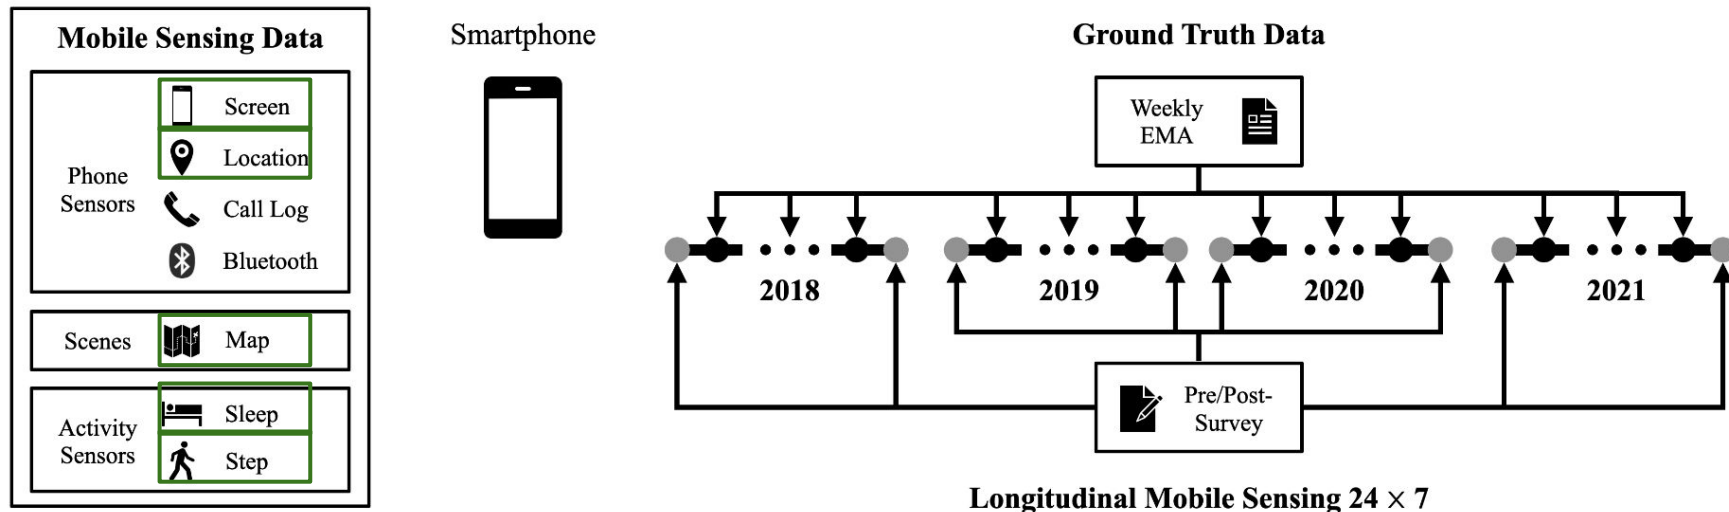 Mobile Sensing Data
Phone
Sensors
Screen
Location
Call Log
Bluetooth
Scenes
Map
Activity
Sensors
Sleep
Step
Smartphone
Ground Truth Data
Weekly
EMA
2018
2019
2020
2021
Pre/Post-
Survey
Longitudinal Mobile Sensing 24 × 7